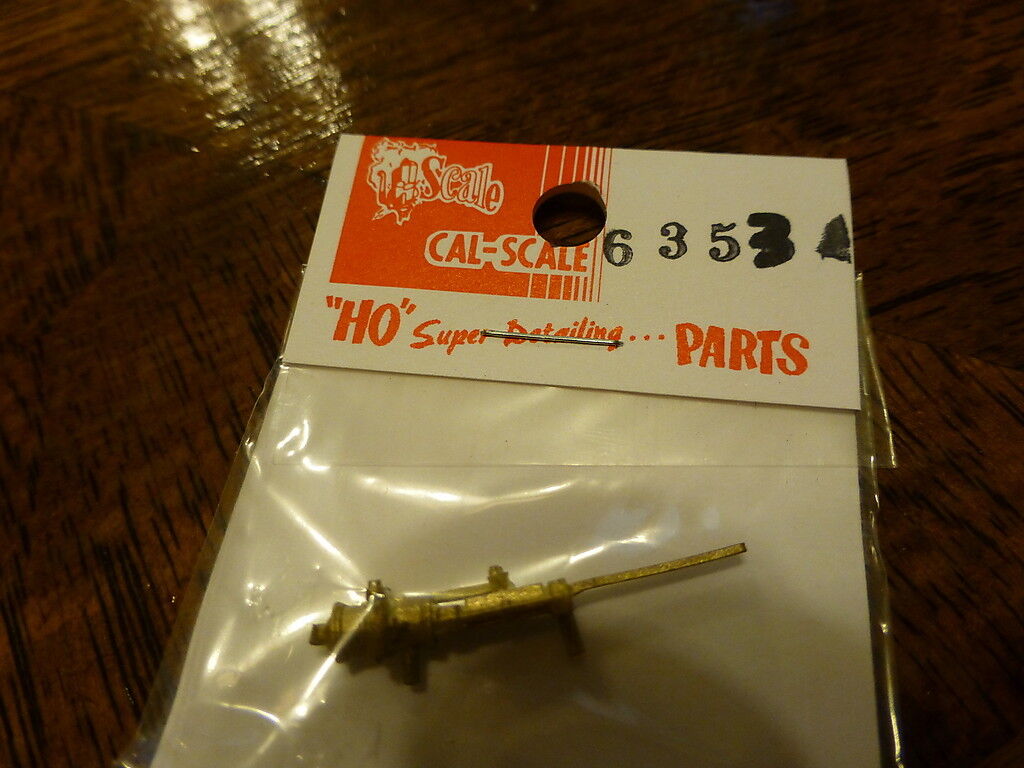 Scale
CAL-SCALE
6353
"HO" Super Detailing... PARTS